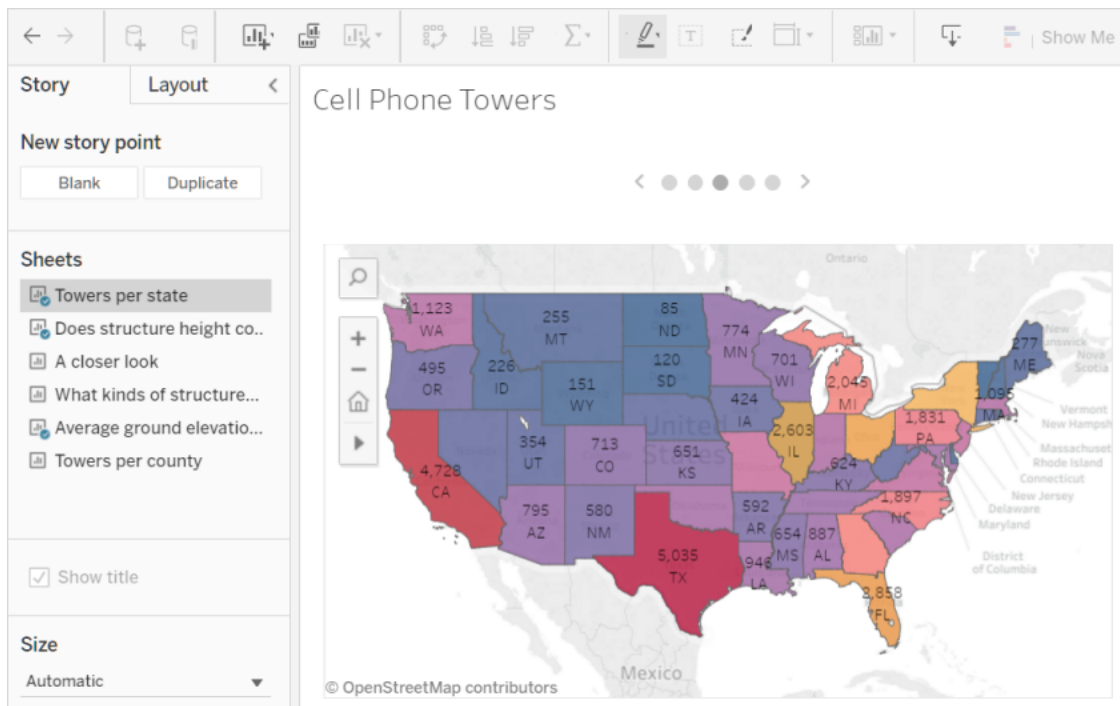 Show Me
Story
Layout
Cell Phone Towers
New story point
Blank
Duplicate
Sheets
Towers per state
Does structure height co..
A closer look
What kinds of structure...
Average ground elevatio...
Towers per county
Show title
Size
Automatic
Ontario
1,123
WA
255
MT
85
ND
774
MN
277
ME
New
Nova
Scotia
495
OR
226
ID
120
SD
701
WI
2,045
MI
1,095
MA
151
WY
424
IA
Vermont
New Hampsh
1,831
PA
United
States
354
UT
713
CO
651
KS
2,603
IL
Massachuset
Rhode Island
Connecticut
New Jersey
Delaware
Maryland
District
of Columbia
4,728
CA
624
KY
1,897
NC
795
AZ
580
NM
592
AR
654
MS
887
AL
5,035
TX
946
LA
FL
Mexico
© OpenStreetMap contributors